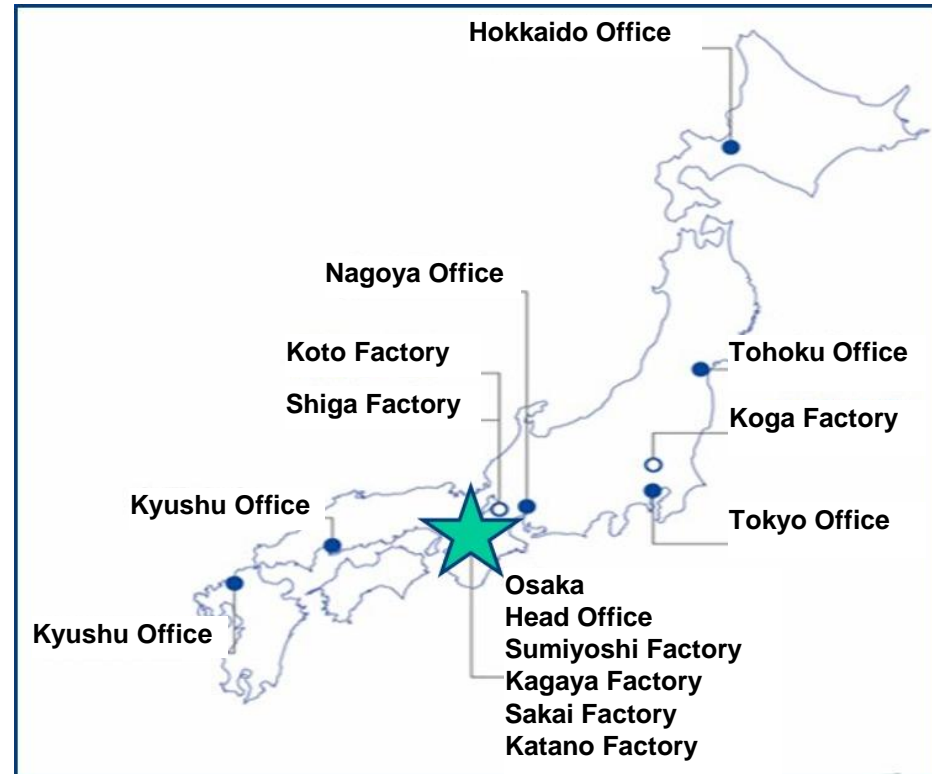 Hokkaido Office
Nagoya Office
Koto Factory
Tohoku Office
Shiga Factory
Koga Factory
Kyushu Office
Tokyo Office
Osaka
Head Office
Kyushu Office
Sumiyoshi Factory
Kagaya Factory
Sakai Factory
Katano Factory